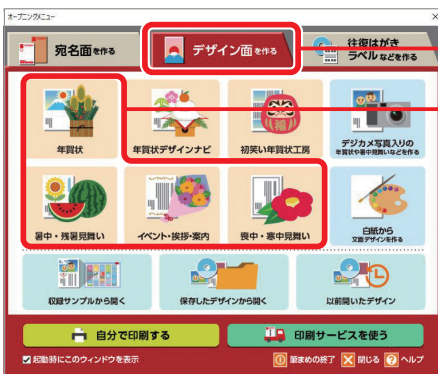 オープニングメニュー
宛名面を作る
デザイン面を作る
往復はがき
ラベルなどを作る
年賀状
年賀状デザインナビ
初笑い年賀状工房
デジカメ写真入りの
年賀状や暑中見舞いなどを作る
暑中・残暑見舞い
イベント・挨拶・案内
喪中・寒中見舞い
白紙から
文面デザインを作る
収録サンプルから開く
保存したデザインから開く
以前開いたデザイン
自分で印刷する
印刷サービスを使う
起動時にこのウィンドウを表示
筆まめの終了
閉じる
ヘルプ